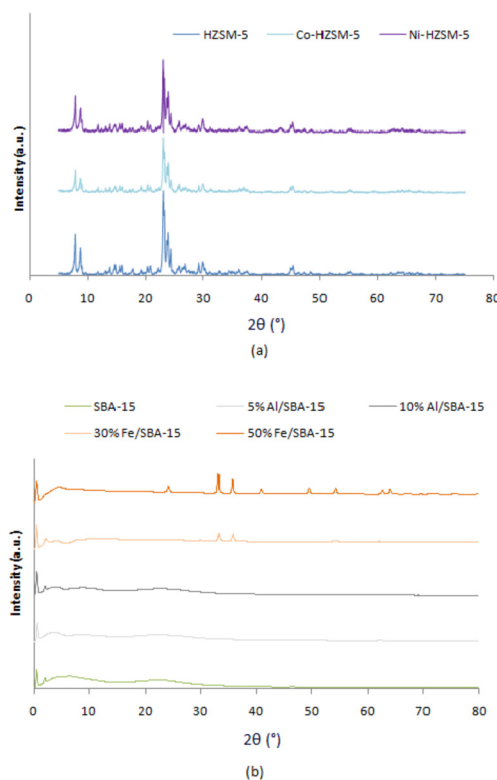 (a)
HZSM-5 Co-HZSM-5 Ni-HZSM-5
Intensity (a.u.)
0 10 20 30 40 50 60 70 80
2θ (°)
(a)
SBA-15 5% Al/SBA-15 10% Al/SBA-15
30% Fe/SBA-15 50% Fe/SBA-15
Intensity (a.u.)
0 10 20 30 40 50 60 70 80
2θ (°)
(b)